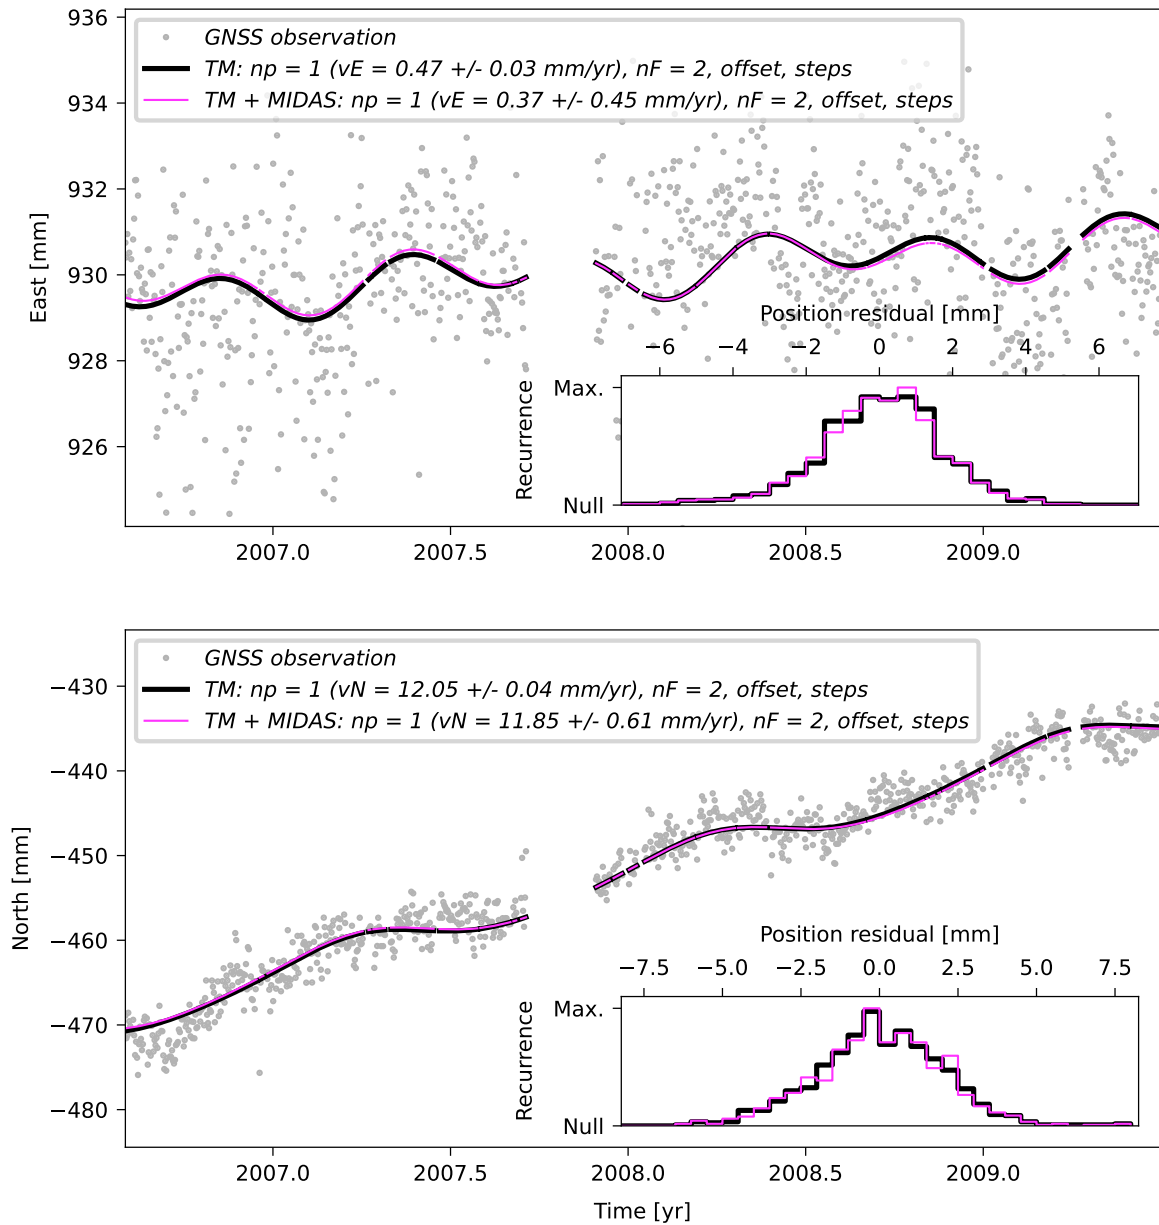 936
934
932
930
928
926
East [mm]
GNSS observation
TM: np = 1 (vE = 0.47 +/- 0.03 mm/yr), nF = 2, offset, steps
TM + MIDAS: np = 1 (vE = 0.37 +/- 0.45 mm/yr), nF = 2, offset, steps
Position residual [mm]
−6 −4 −2 0 2 4 6
Max.
Recurrence
Null
2007.0 2007.5 2008.0 2008.5 2009.0
−430
−440
−450
−460
−470
−480
North [mm]
GNSS observation
TM: np = 1 (vN = 12.05 +/- 0.04 mm/yr), nF = 2, offset, steps
TM + MIDAS: np = 1 (vN = 11.85 +/- 0.61 mm/yr), nF = 2, offset, steps
Position residual [mm]
−7.5 −5.0 −2.5 0.0 2.5 5.0 7.5
Max.
Recurrence
Null
2007.0 2007.5 2008.0 2008.5 2009.0
Time [yr]